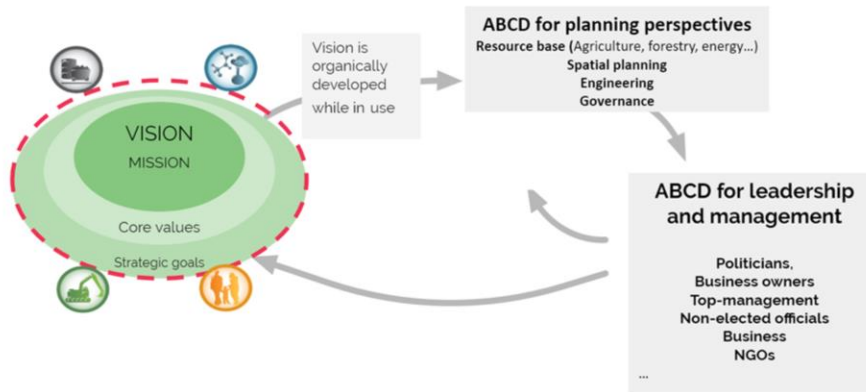 VISION
MISSION
Core values
Strategic goals
Vision is
organically
developed
while in use
ABCD for planning perspectives
Resource base (Agriculture, forestry, energy...)
Spatial planning
Engineering
Governance
ABCD for leadership
and management
Politicians,
Business owners
Top-management
Non-elected officials
Business
NGOs
...